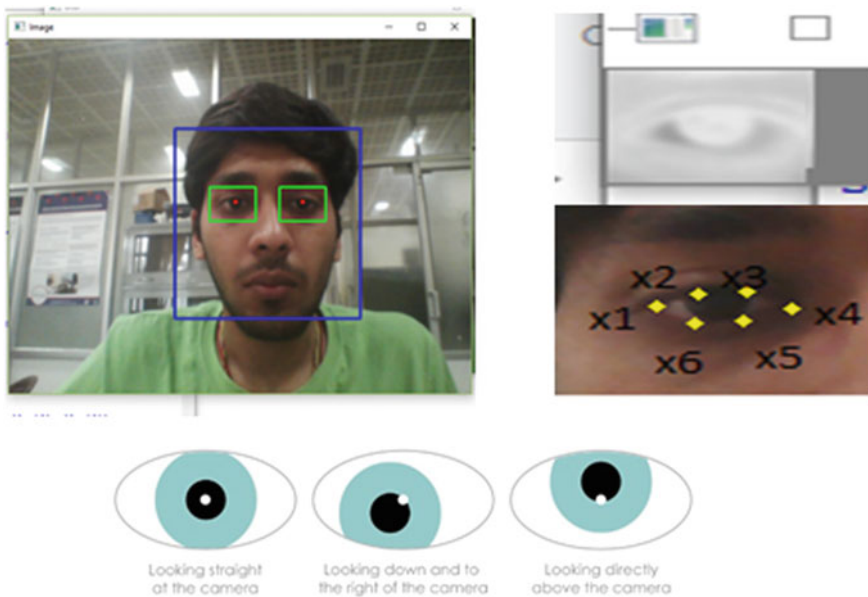 Image
x2 x3
x1 x4
x6 x5
Looking straight
at the camera
Looking down and to
the right of the camera
Looking directly
above the camera